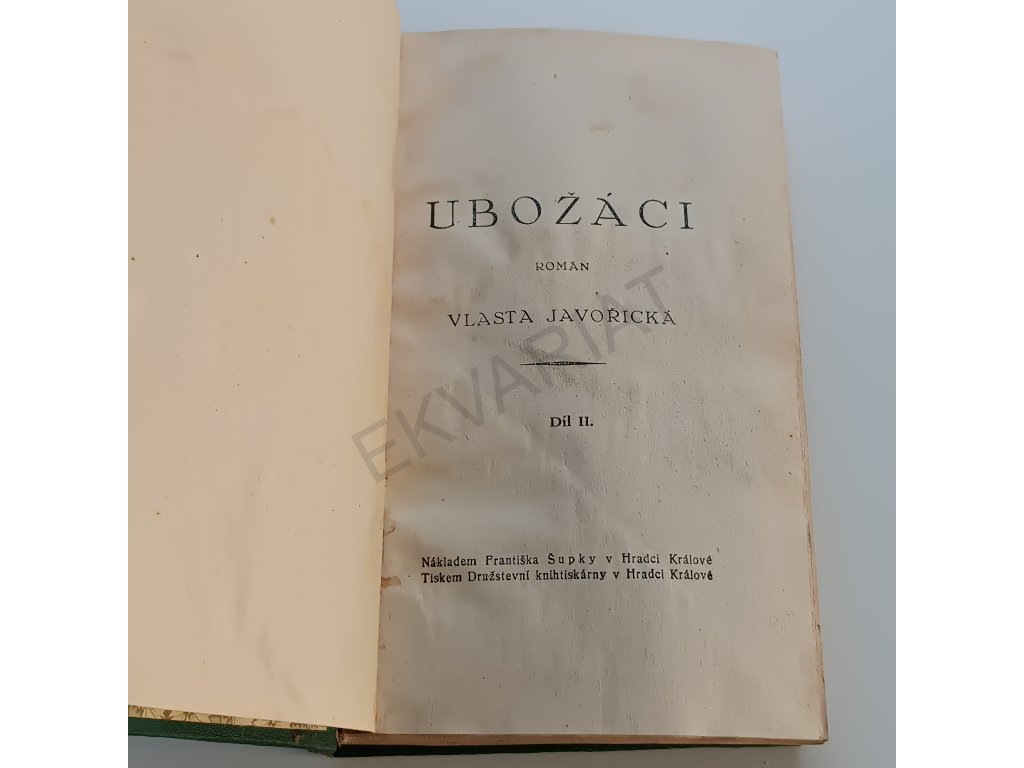 UBOŽÁCI
ROMÁN
VLASTA JAVOŘICKÁ
EKVARIAT
Díl II.
Nákladem Františka Šupky v Hradci Králové
Tiskem Družstevní knihtiskárny v Hradci Králové